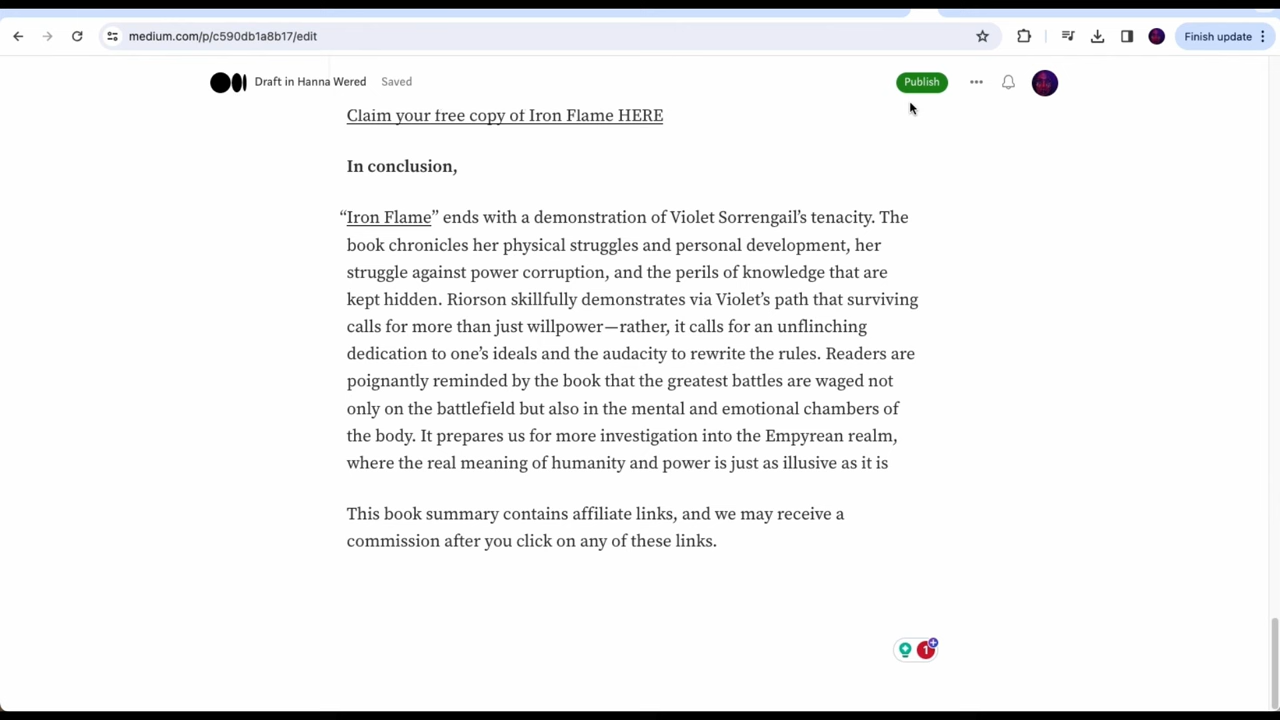 medium.com/p/c590db1a8b17/edit
Finish update
Draft in Hanna Wered Saved
Publish
Claim your free copy of Iron Flame HERE
In conclusion,
“Iron Flame” ends with a demonstration of Violet Sorrengail’s tenacity. The
book chronicles her physical struggles and personal development, her
struggle against power corruption, and the perils of knowledge that are
kept hidden. Riorson skillfully demonstrates via Violet’s path that surviving
calls for more than just willpower—rather, it calls for an unflinching
dedication to one’s ideals and the audacity to rewrite the rules. Readers are
poignantly reminded by the book that the greatest battles are waged not
only on the battlefield but also in the mental and emotional chambers of
the body. It prepares us for more investigation into the Empyrean realm,
where the real meaning of humanity and power is just as illusive as it is
This book summary contains affiliate links, and we may receive a
commission after you click on any of these links.
1